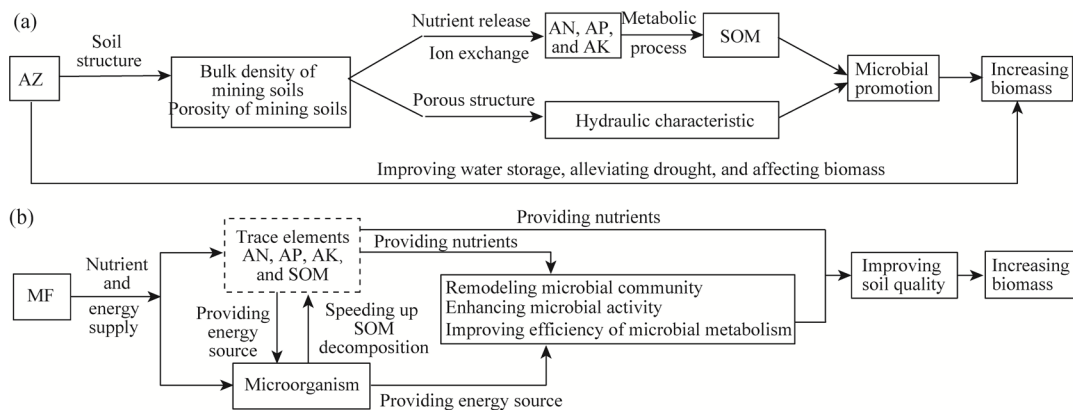 (a)
AZ
Soil
structure
Bulk density of
mining soils
Porosity of mining soils
Nutrient release
Ion exchange
AN, AP,
and AK
Metabolic
process
SOM
Porous structure
Hydraulic characteristic
Microbial
promotion
Increasing
biomass
Improving water storage, alleviating drought, and affecting biomass
(b)
MF
Nutrient and
energy supply
Trace elements
AN, AP, AK,
and SOM
Providing nutrients
Providing nutrients
Providing
energy
source
Speeding up
SOM
decomposition
Microorganism
Providing energy source
Remodeling microbial community
Enhancing microbial activity
Improving efficiency of microbial metabolism
Improving
soil quality
Increasing
biomass